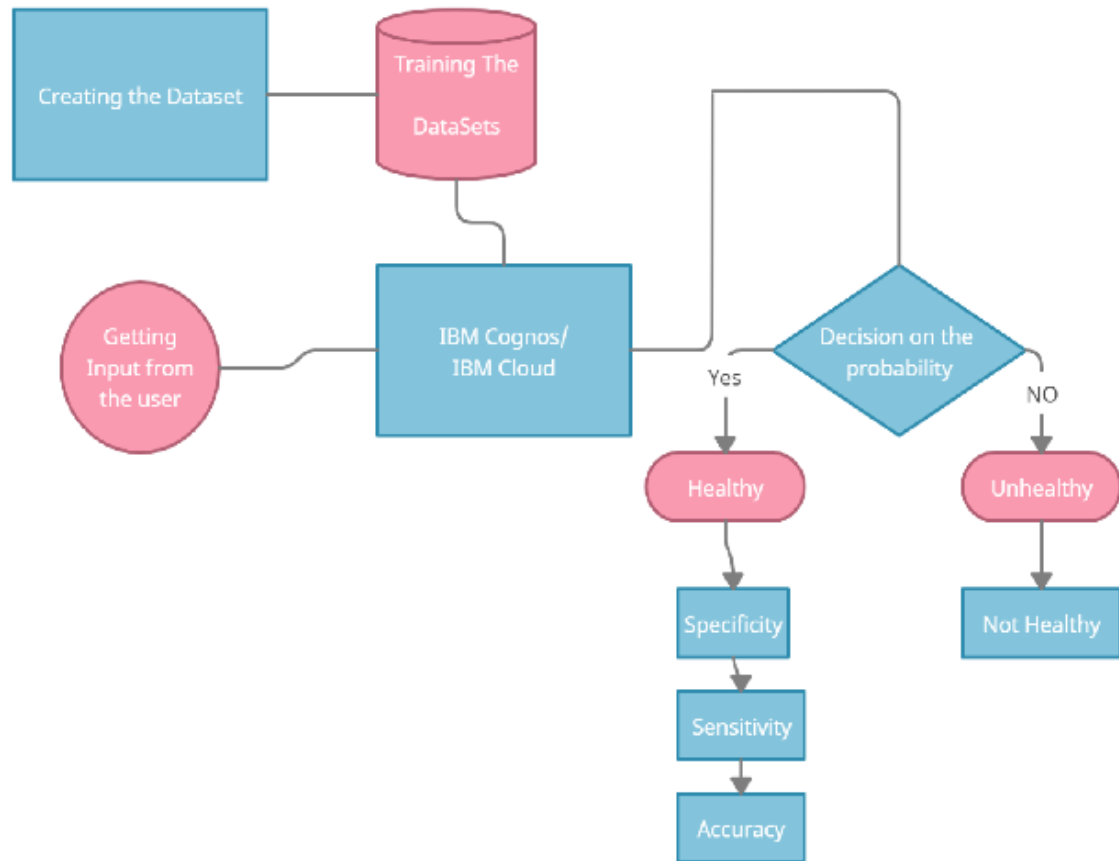 Creating the Dataset
Training The
DataSets
Getting
Input from
the user
IBM Cognos/
IBM Cloud
Decision on the
probability
Yes
NO
Healthy
Unhealthy
Specificity
Not Healthy
Sensitivity
Accuracy